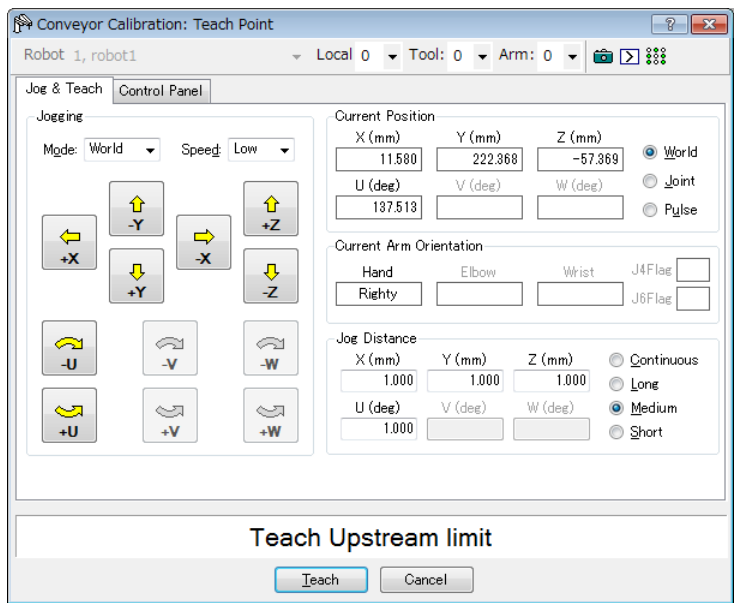 Conveyor Calibration: Teach Point
Robot 1, robot1 Local 0 Tool: 0 Arm: 0
Jog & Teach Control Panel
Jogging
Mode: World Speed: Low
-Y
+Z
+X
-X
+Y
-Z
-U
-V
-W
+U
+V
+W
Current Position
X (mm) Y (mm) Z (mm)
11.580 222.368 -57.369
U (deg) V (deg) W (deg)
137.513
World
Joint
Pulse
Current Arm Orientation
Hand Elbow Wrist J4Flag
Righty
J6Flag
Jog Distance
X (mm) Y (mm) Z (mm)
1.000 1.000 1.000
U (deg) V (deg) W (deg)
1.000
Continuous
Long
Medium
Short
Teach Upstream limit
Teach Cancel